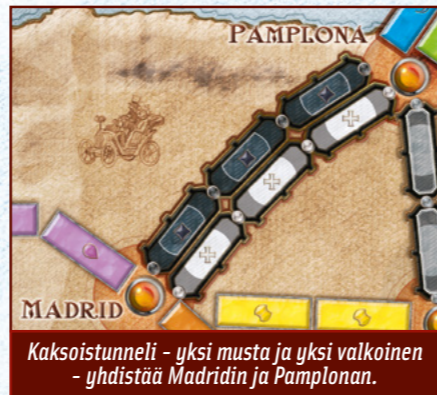 PAMPLONA
MADRID
Kaksoistunneli - yksi musta ja yksi valkoinen
- yhdistää Madridin ja Pamplonan.